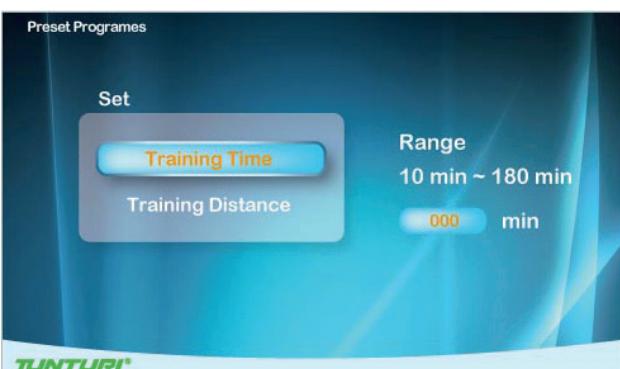 Preset Programes
Set
Training Time
Training Distance
Range
10 min ~ 180 min
000 min
TUNTURI®